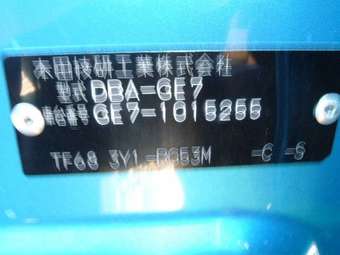 本田技研工業株式会社
型式 DBA-GE7
車台番号 GE7-1015255
TF68 3Y1 -BG53M -C -S